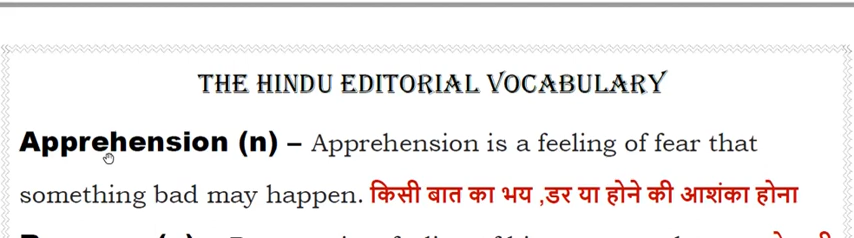 THE HINDU EDITORIAL VOCABULARY
Apprehension (n) – Apprehension is a feeling of fear that
something bad may happen. किसी बात का भय ,डर या होने की आशंका होना